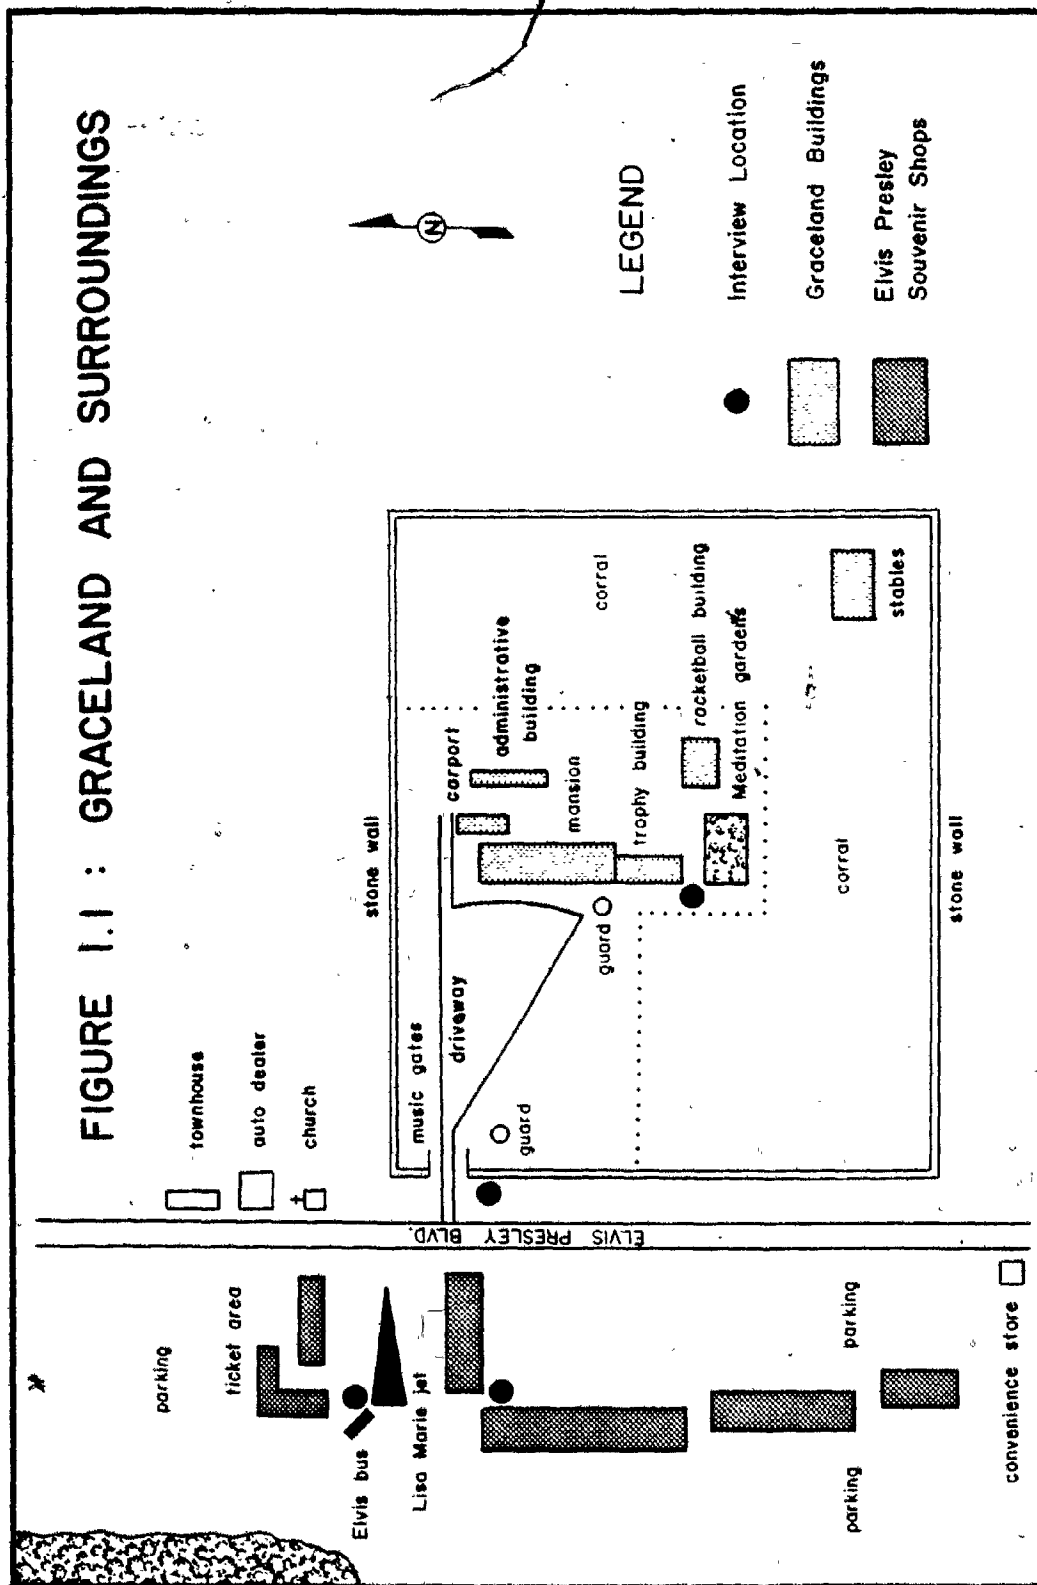 FIGURE 1.1 : GRACELAND AND SURROUNDINGS
N
LEGEND
Interview Location
Graceland Buildings
Elvis Presley
Souvenir Shops
townhouse
auto dealer
church
stone wall
music gates
driveway
carport
administrative
building
mansion
trophy building
racketball building
Meditation gardens
corral
corral
stables
guard
guard
stone wall
ELVIS PRESLEY BLVD.
parking
ticket area
Elvis bus
Lisa Marie jet
parking
parking
convenience store